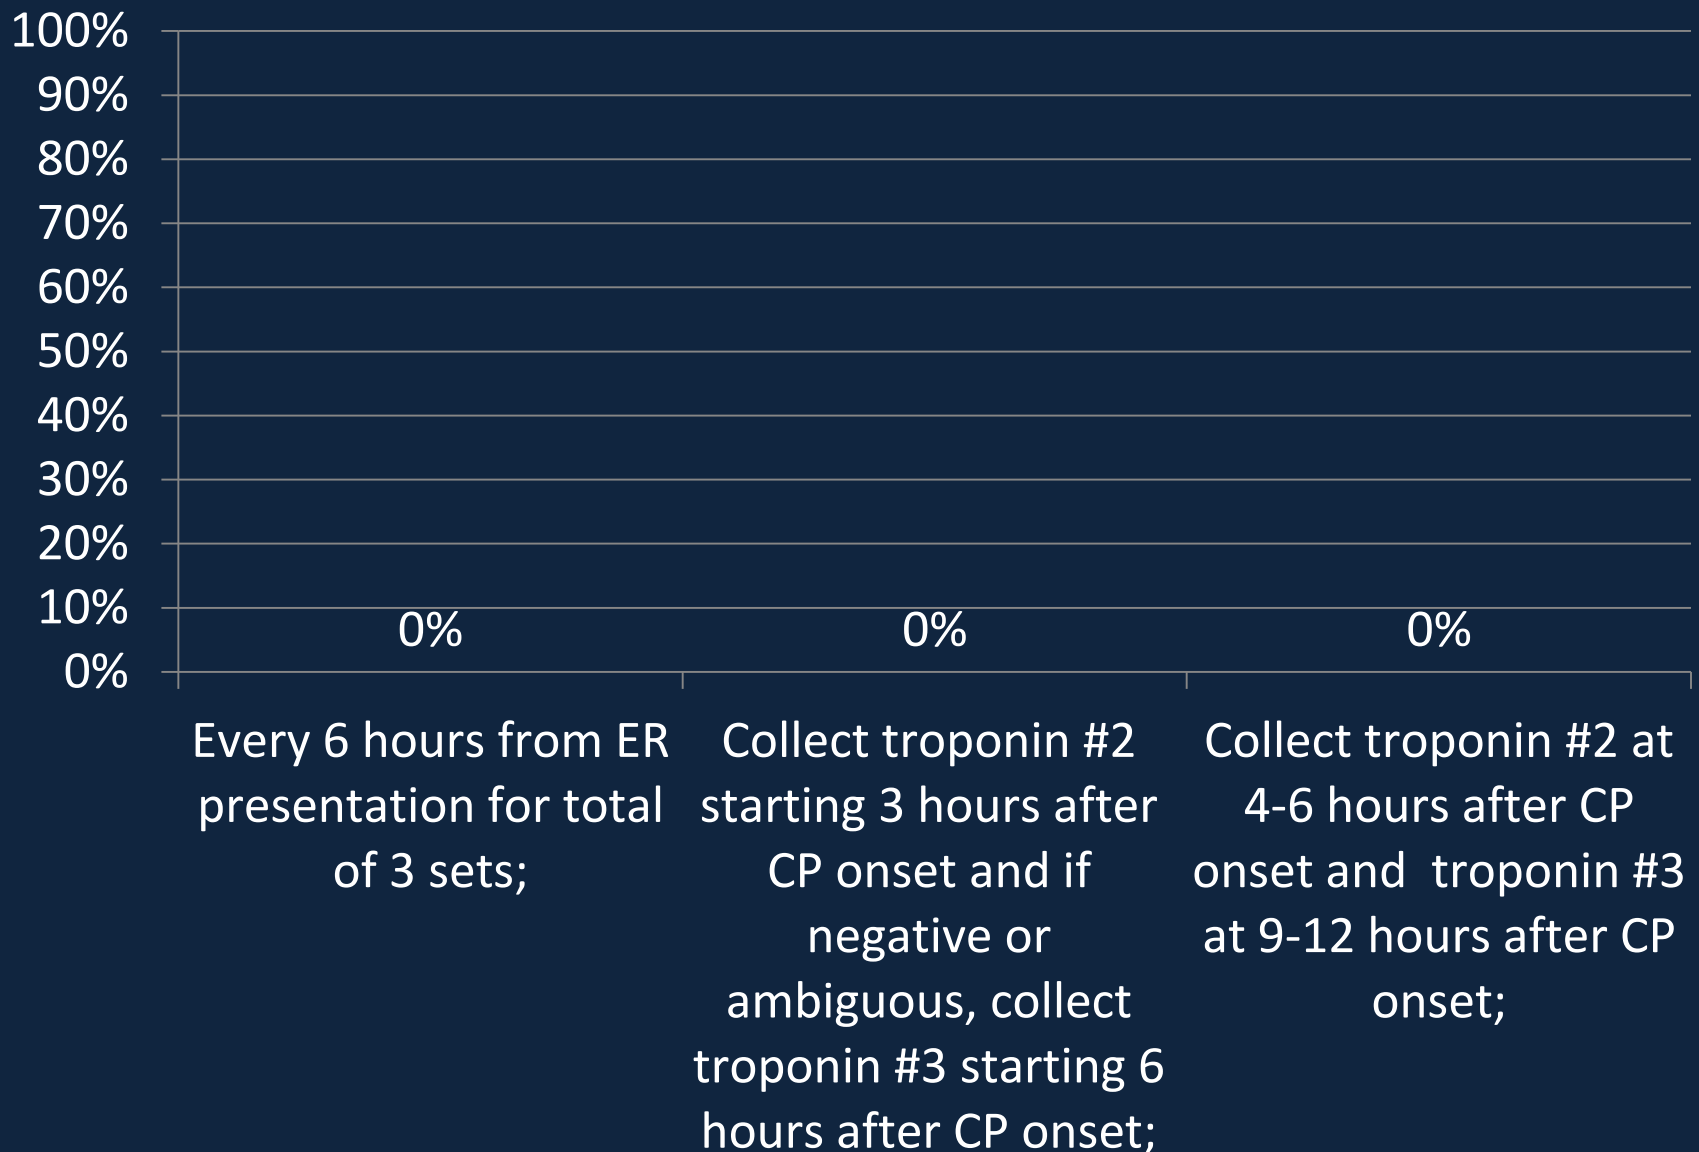 100%
90%
80%
70%
60%
50%
40%
30%
20%
10%
0%
0%
0%
0%
Every 6 hours from ER
presentation for total
of 3 sets;
Collect troponin #2
starting 3 hours after
CP onset and if
negative or
ambiguous, collect
troponin #3 starting 6
hours after CP onset;
Collect troponin #2 at
4-6 hours after CP
onset and  troponin #3
at 9-12 hours after CP
onset;